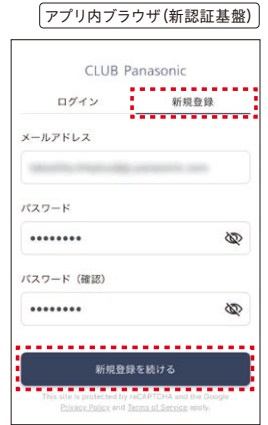 アプリ内ブラウザ(新認証基盤)
CLUB Panasonic
ログイン
新規登録
メールアドレス
パスワード
••••••••
パスワード（確認）
••••••••
新規登録を続ける
This site is protected by reCAPTCHA and the Google
Privacy Policy and Terms of Service apply.